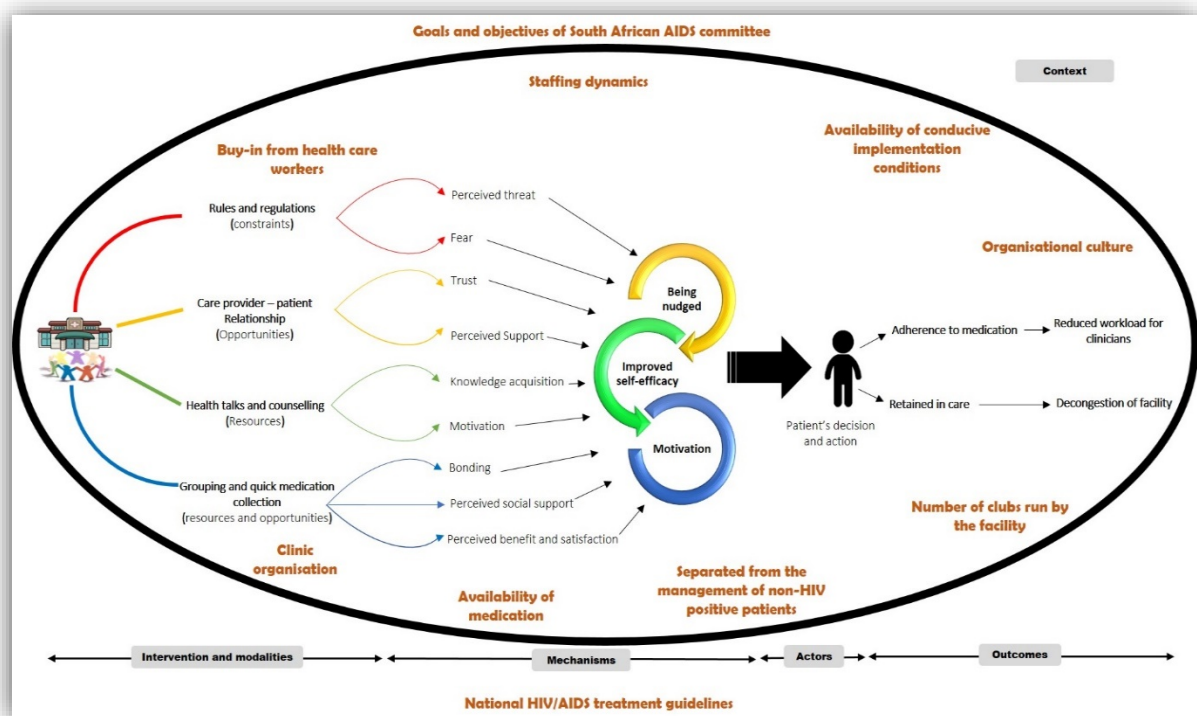 Goals and objectives of South African AIDS committee
Staffing dynamics
Context
Availability of conducive
implementation
conditions
Buy-in from health care
workers
Rules and regulations
(constraints)
Perceived threat
Fear
Organisational culture
Care provider – patient
Relationship
(Opportunities)
Trust
Perceived Support
Being
nudged
Improved
self-efficacy
Adherence to medication
Reduced workload for
clinicians
Health talks and counselling
(Resources)
Knowledge acquisition
Motivation
Retained in care
Decongestion of facility
Patient's decision
and action
Motivation
Grouping and quick medication
collection
(resources and opportunities)
Bonding
Perceived social support
Perceived benefit and satisfaction
Number of clubs run by
the facility
Clinic
organisation
Availability of
medication
Separated from the
management of non-HIV
positive patients
Intervention and modalities
Mechanisms
Actors
Outcomes
National HIV/AIDS treatment guidelines